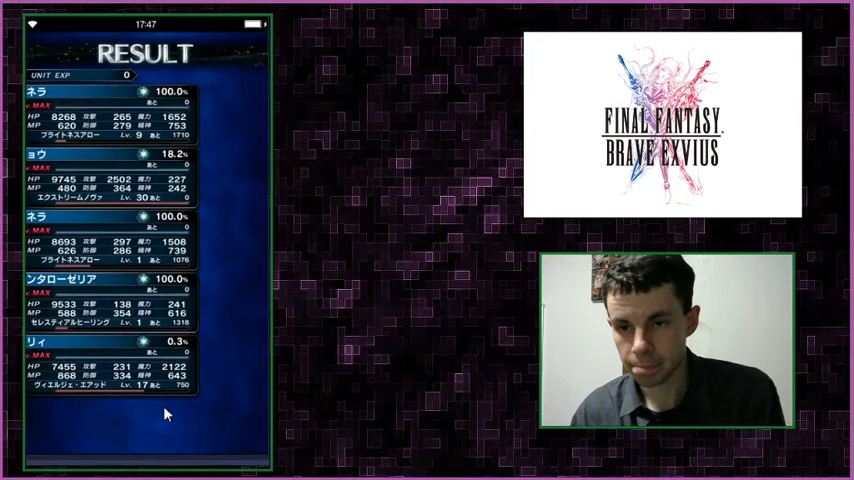 17:47
RESULT
UNIT EXP 0
ネラ 100.0%
v.MAX あと 0
HP 8268 攻撃 265 魔力 1652
MP 620 防御 279 精神 753
ブライトネスアロー Lv. 9 あと 1710
ョウ 18.2%
v.MAX あと 0
HP 9745 攻撃 2502 魔力 227
MP 480 防御 364 精神 242
エクストリームノヴァ Lv. 30 あと 0
ネラ 100.0%
v.MAX あと 0
HP 8693 攻撃 297 魔力 1508
MP 626 防御 286 精神 739
ブライトネスアロー Lv. 1 あと 1076
ンタローゼリア 100.0%
v.MAX あと 0
HP 9533 攻撃 138 魔力 241
MP 588 防御 354 精神 616
セレスティアルヒーリング Lv. 1 あと 1318
リィ 0.3%
v.MAX あと 0
HP 7455 攻撃 231 魔力 2122
MP 868 防御 334 精神 643
ヴィエルジェ・エアッド Lv. 17 あと 750
FINAL FANTASY
BRAVE EXVIUS